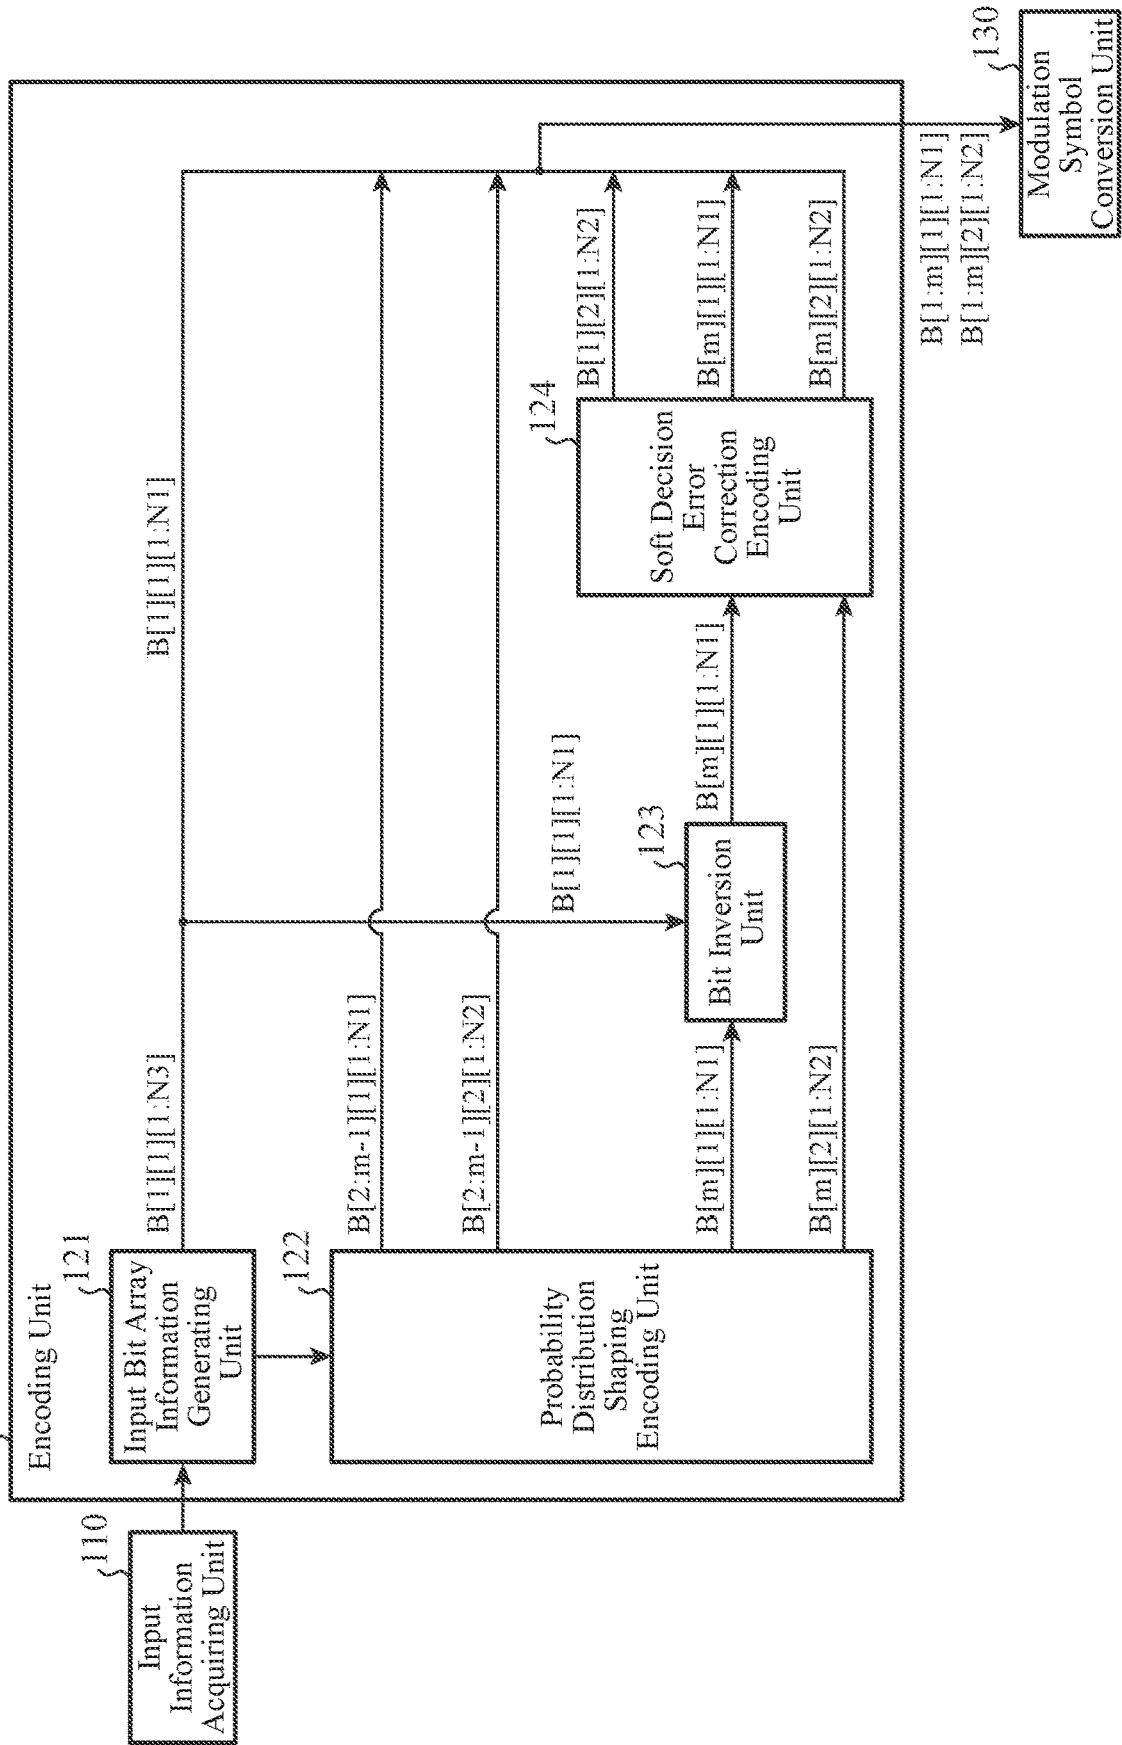 110
Input
Information
Acquiring Unit
Encoding Unit
121
Input Bit Array
Information
Generating
Unit
122
Probability
Distribution
Shaping
Encoding Unit
B[1][1][1:N3]
B[2:m-1][1][1:N1]
B[2:m-1][2][1:N2]
B[m][1][1:N1]
B[m][2][1:N2]
123
Bit Inversion
Unit
B[1][1][1:N1]
B[1][1][1:N1]
B[m][1][1:N1]
124
Soft Decision
Error
Correction
Encoding
Unit
B[1][2][1:N2]
B[m][1][1:N1]
B[m][2][1:N2]
B[1:m][1][1:N1]
B[1:m][2][1:N2]
130
Modulation
Symbol
Conversion Unit